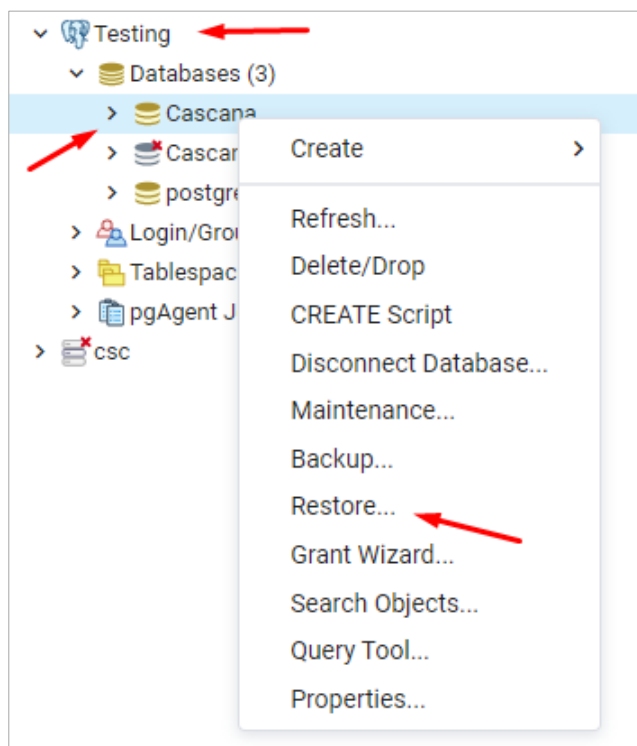 Testing
Databases (3)
Cascana
Cascar
postgre
Login/Grou
Tablespac
pgAgent J
csc
Create
Refresh...
Delete/Drop
CREATE Script
Disconnect Database...
Maintenance...
Backup...
Restore...
Grant Wizard...
Search Objects...
Query Tool...
Properties...